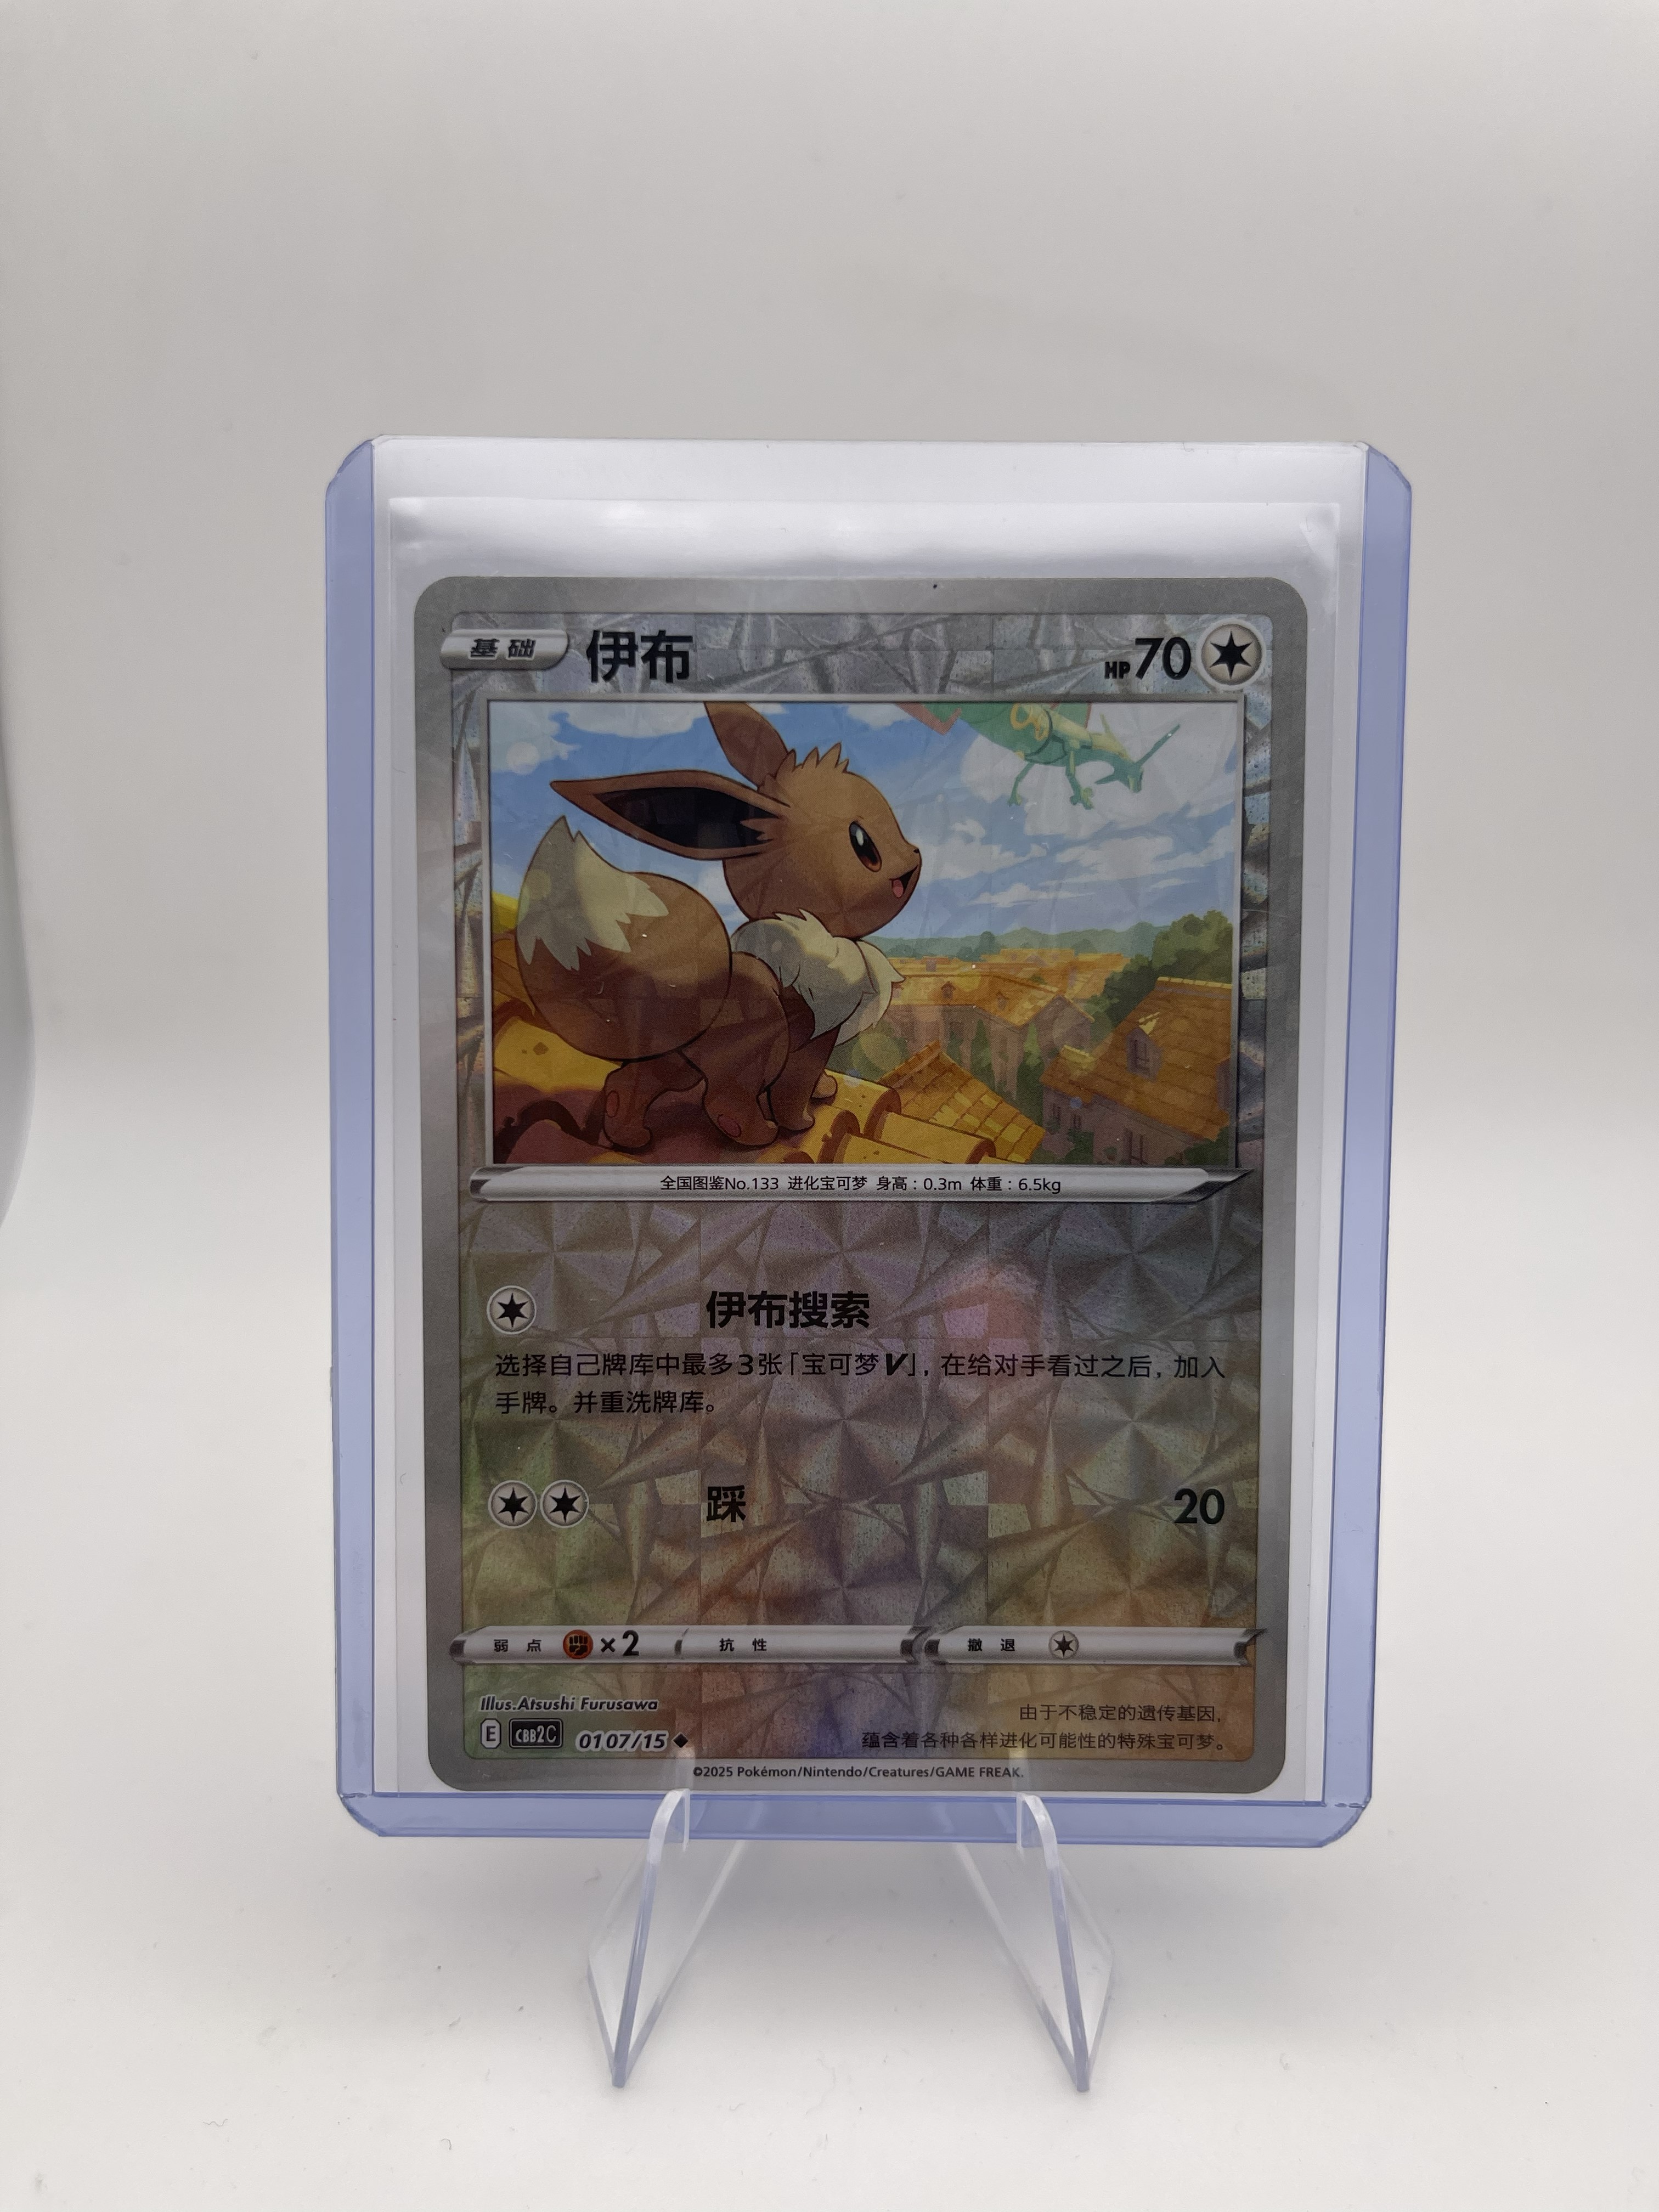 基础 伊布 HP70
全国图鉴No.133 进化宝可梦 身高:0.3m 体重:6.5kg
伊布搜索
选择自己牌库中最多3张「宝可梦V」, 在给对手看过之后, 加入
手牌。并重洗牌库。
踩 20
弱点 ×2 抗性 撤退
Illus.Atsushi Furusawa
E CBB2C 0107/15
由于不稳定的遗传基因,
蕴含着各种各样进化可能性的特殊宝可梦。
©2025 Pokémon/Nintendo/Creatures/GAME FREAK.